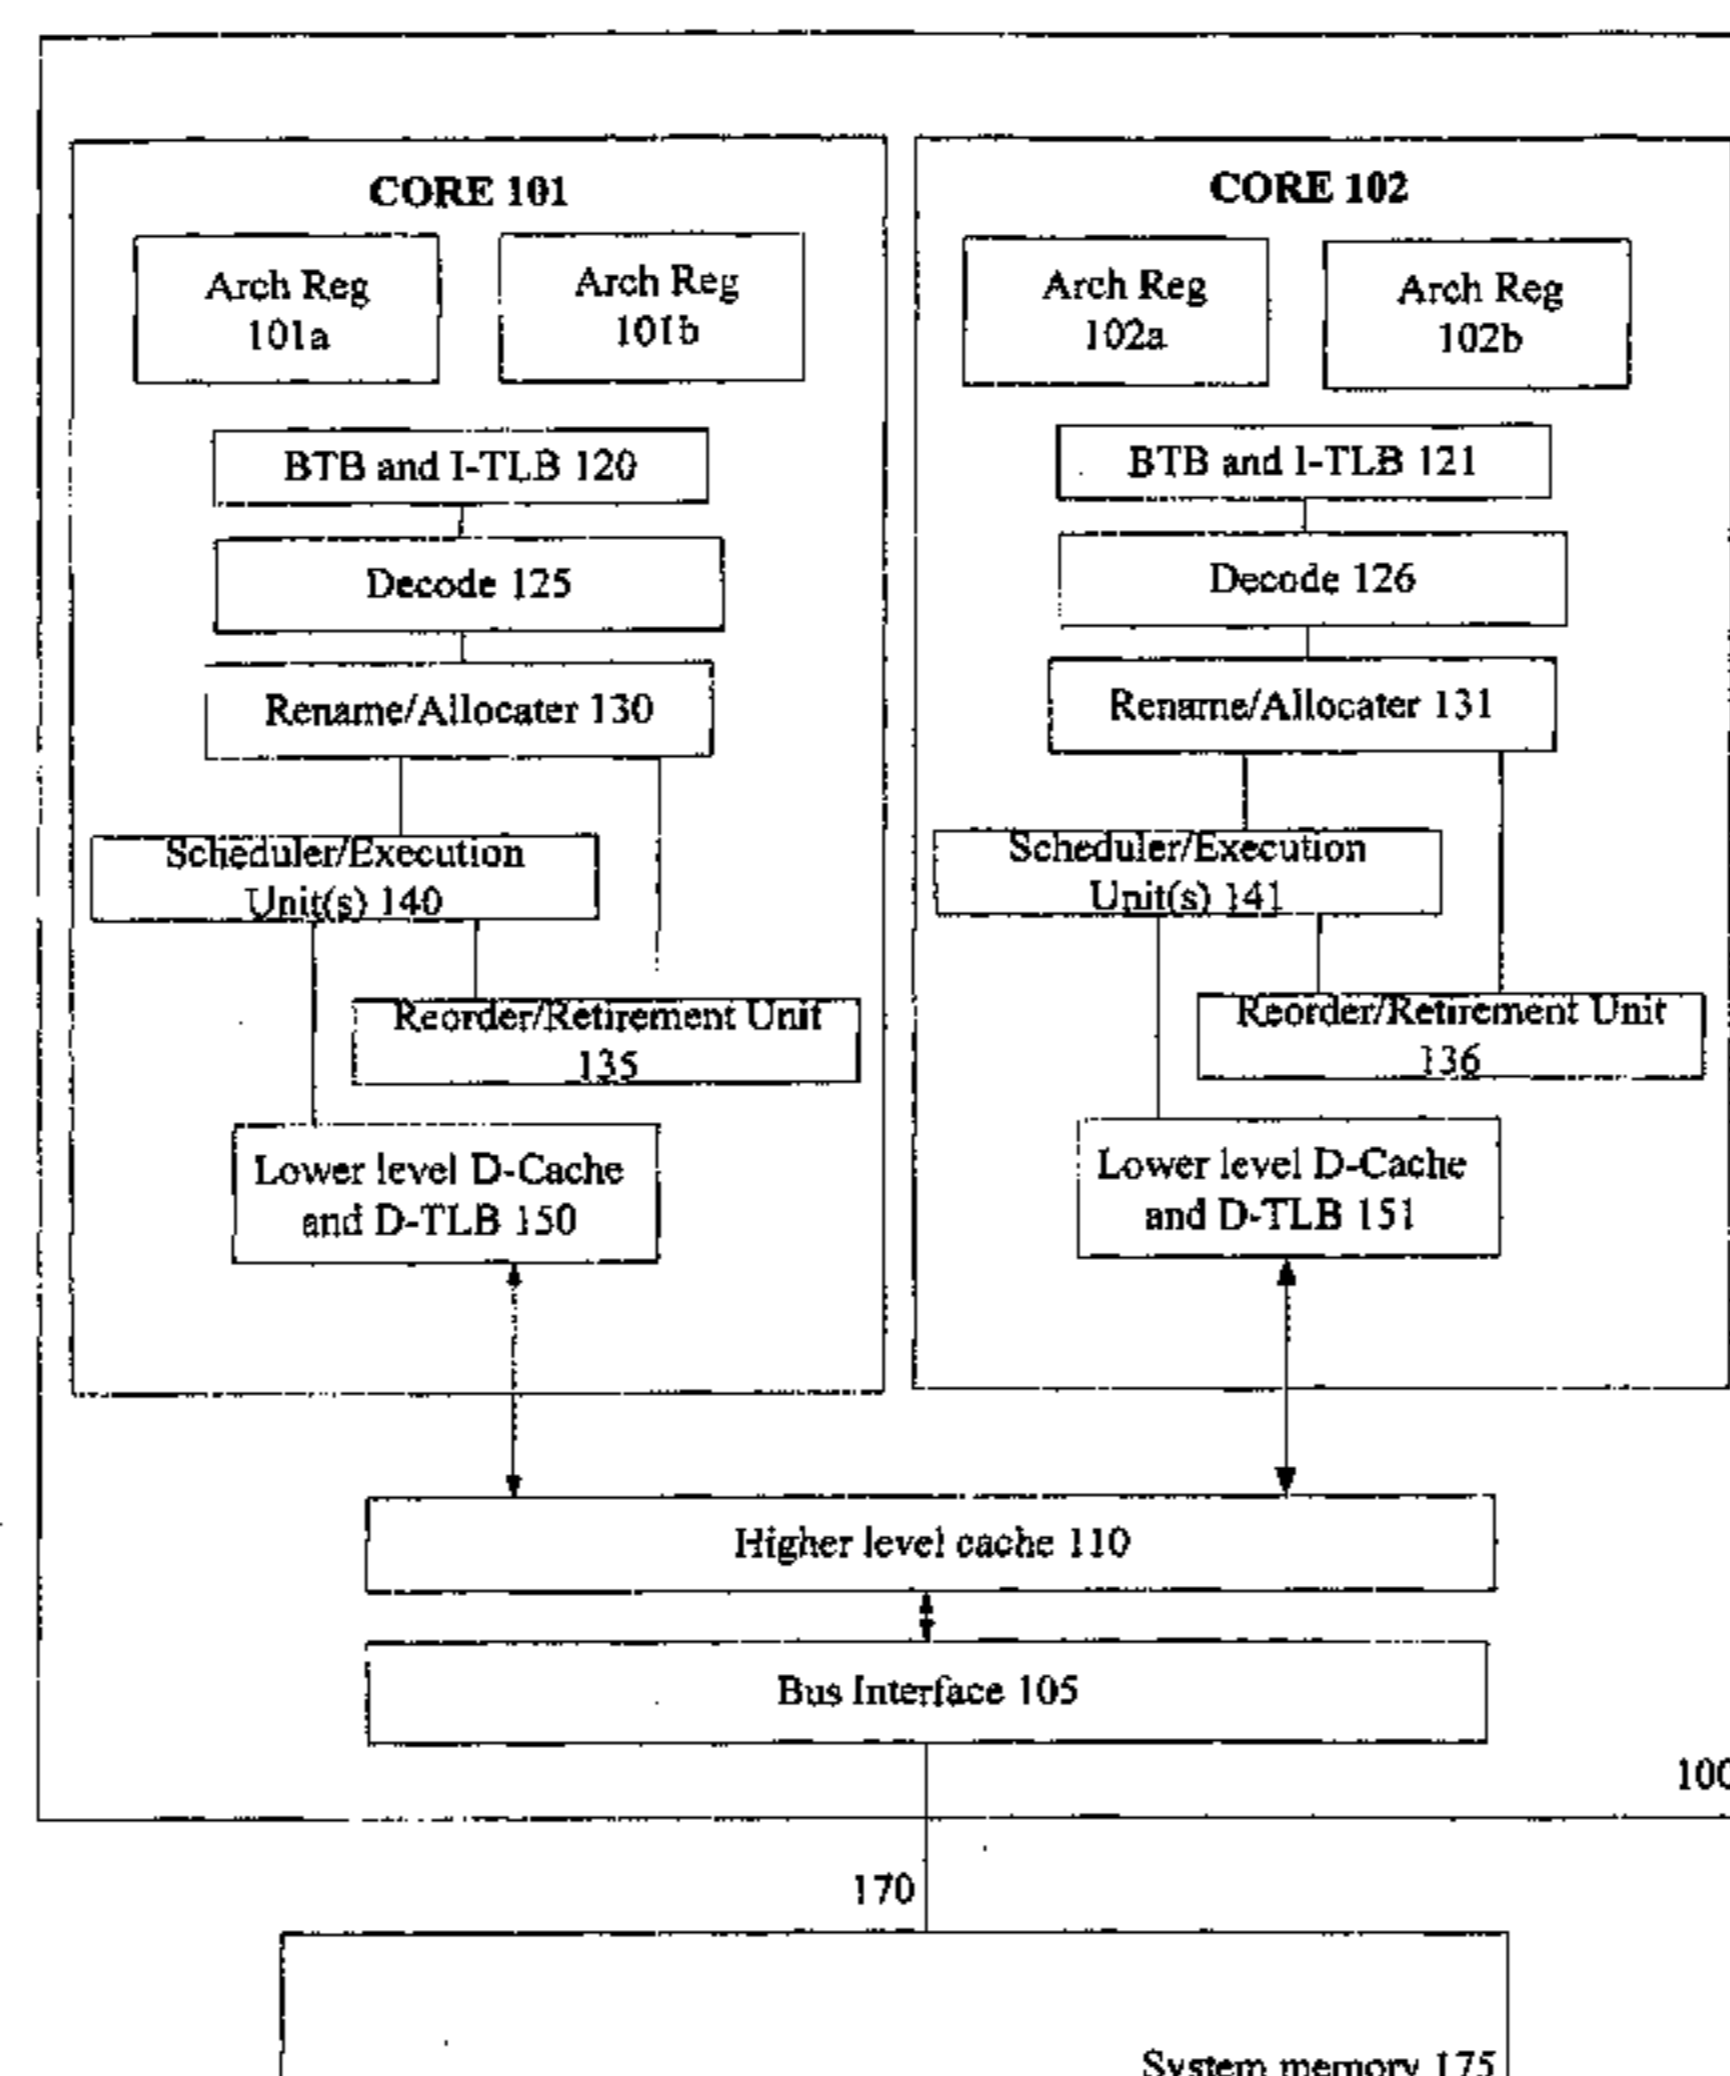 CORE 101
Arch Reg
101a
Arch Reg
101b
BTB and I-TLB 120
Decode 125
Rename/Allocater 130
Scheduler/Execution
Unit(s) 140
Reorder/Retirement Unit
135
Lower level D-Cache
and D-TLB 150
CORE 102
Arch Reg
102a
Arch Reg
102b
BTB and I-TLB 121
Decode 126
Rename/Allocater 131
Scheduler/Execution
Unit(s) 141
Reorder/Retirement Unit
136
Lower level D-Cache
and D-TLB 151
Higher level cache 110
Bus Interface 105
100
170
System memory 175